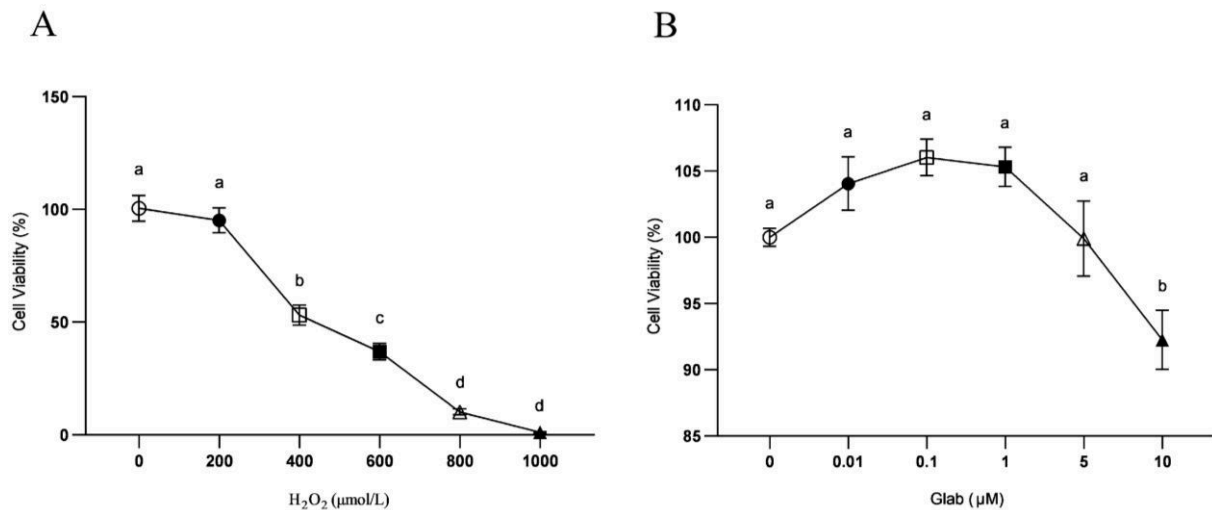 A
Cell Viability (%)
150
100
50
0
a
a
b
c
d
d
0 200 400 600 800 1000
H₂O₂ (μmol/L)
B
Cell Viability (%)
110
105
100
95
90
85
a
a
a
a
a
b
0 0.01 0.1 1 5 10
Glab (μM)